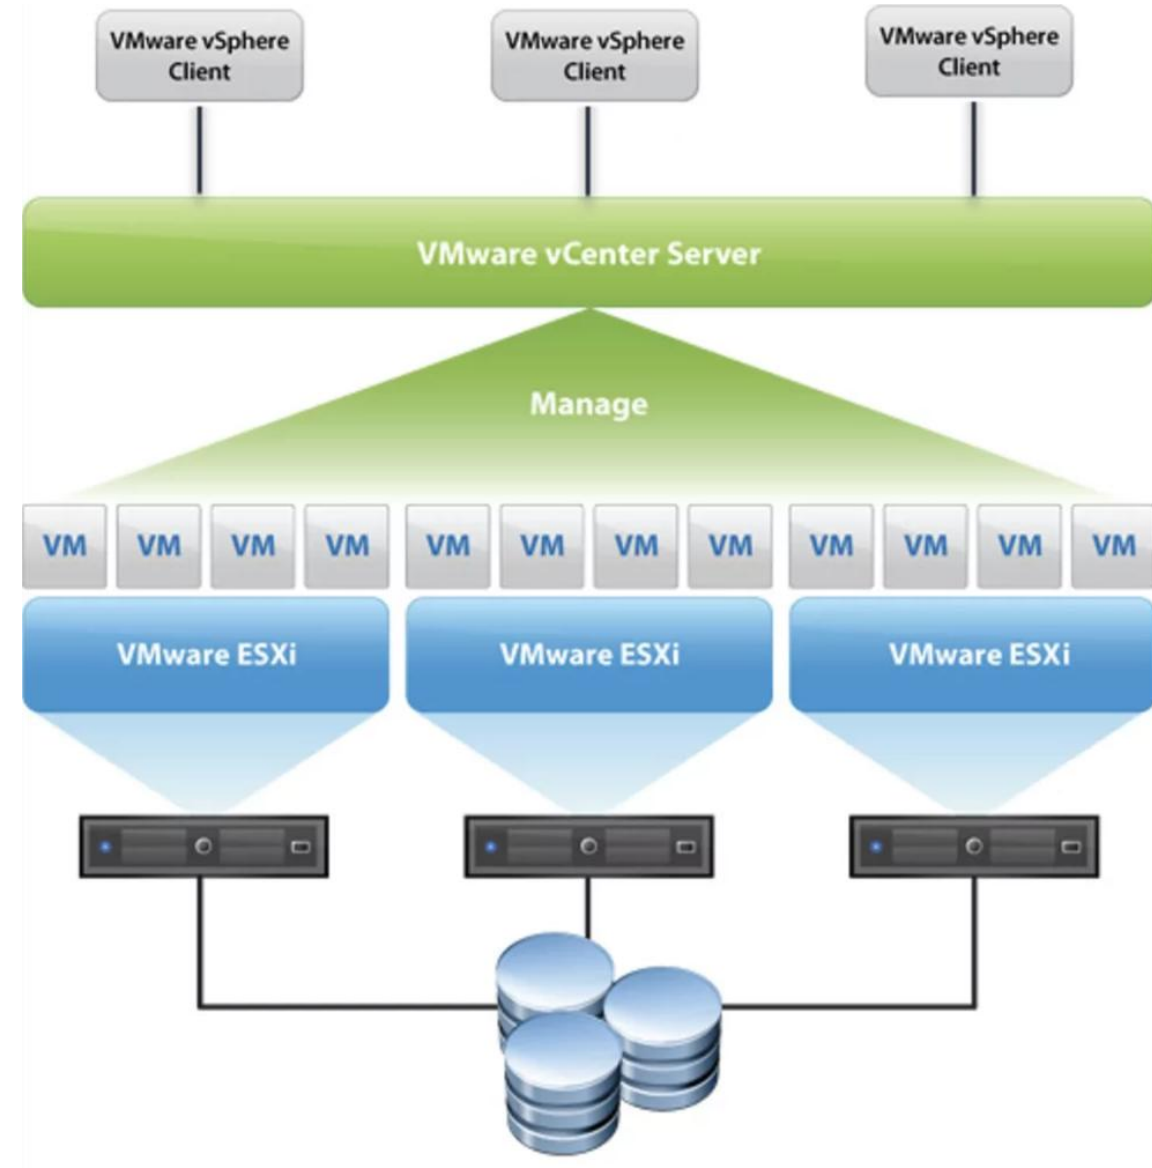 VMware vSphere
Client
VMware vSphere
Client
VMware vSphere
Client
VMware vCenter Server
Manage
VM VM VM VM VM VM VM VM VM VM VM VM
VMware ESXi VMware ESXi VMware ESXi